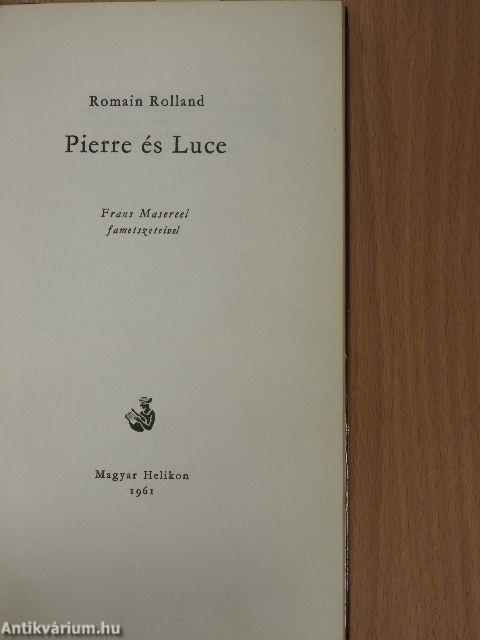 Romain Rolland
Pierre és Luce
Frans Masereel
fametszeteivel
Magyar Helikon
1961
Antikvárium.hu